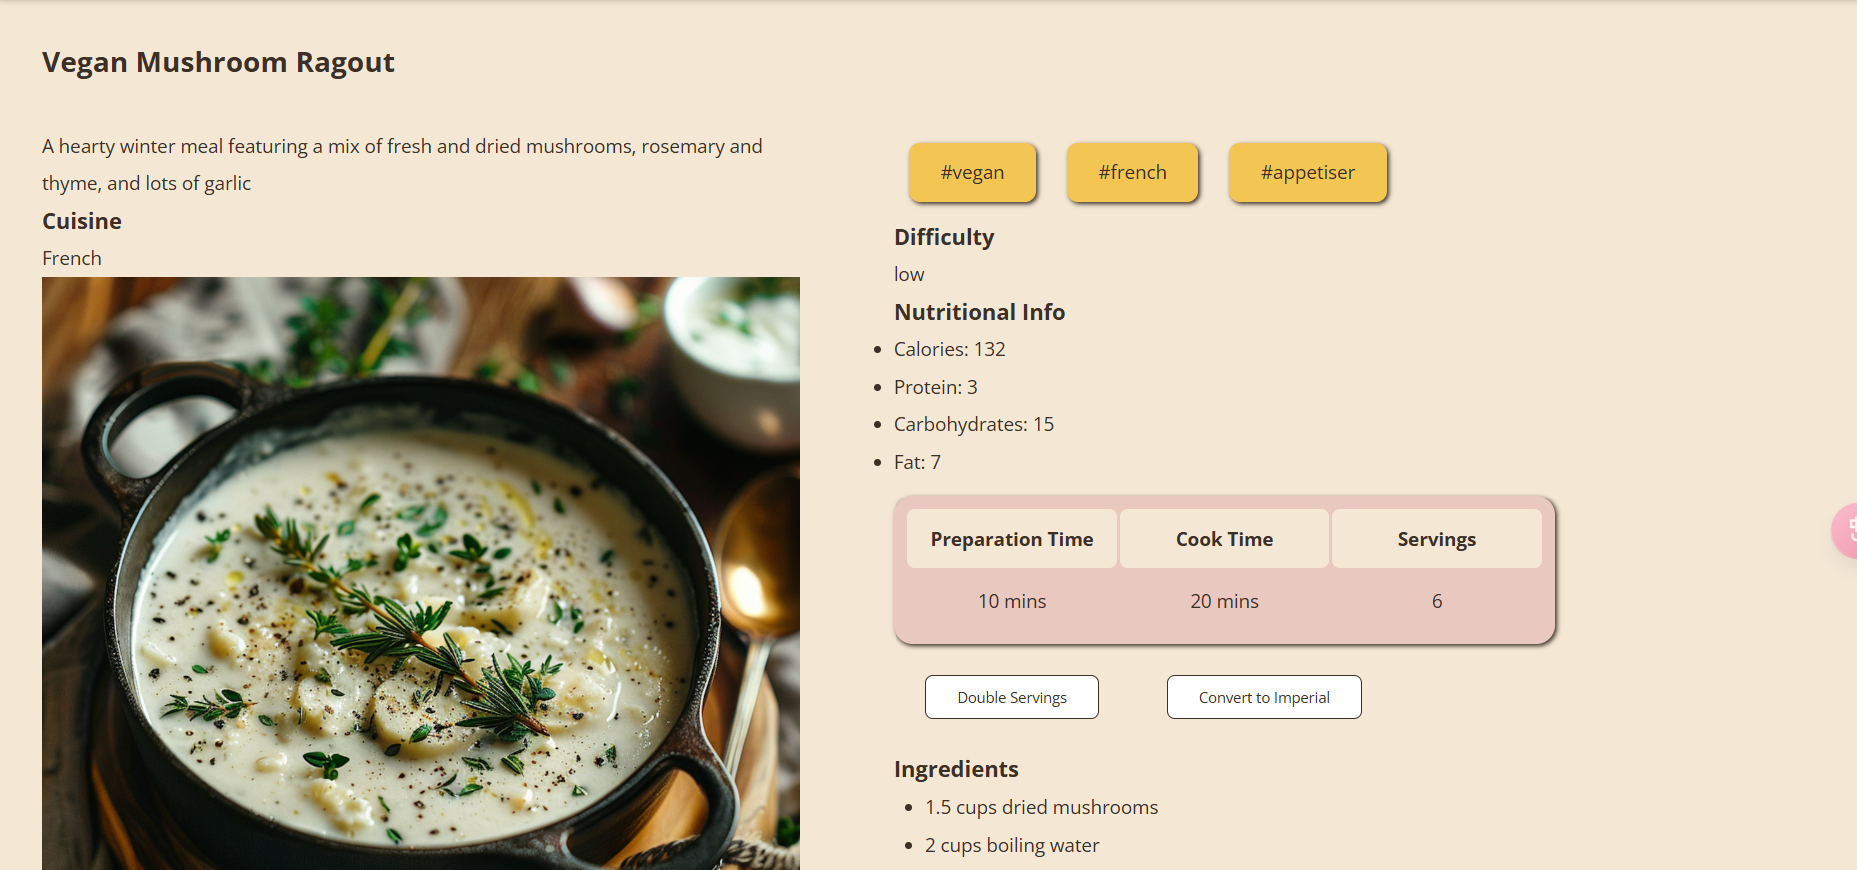 Vegan Mushroom Ragout
A hearty winter meal featuring a mix of fresh and dried mushrooms, rosemary and
thyme, and lots of garlic
Cuisine
French
#vegan
#french
#appetiser
Difficulty
low
Nutritional Info
Calories: 132
Protein: 3
Carbohydrates: 15
Fat: 7
Preparation Time
Cook Time
Servings
10 mins
20 mins
6
Double Servings
Convert to Imperial
Ingredients
1.5 cups dried mushrooms
2 cups boiling water